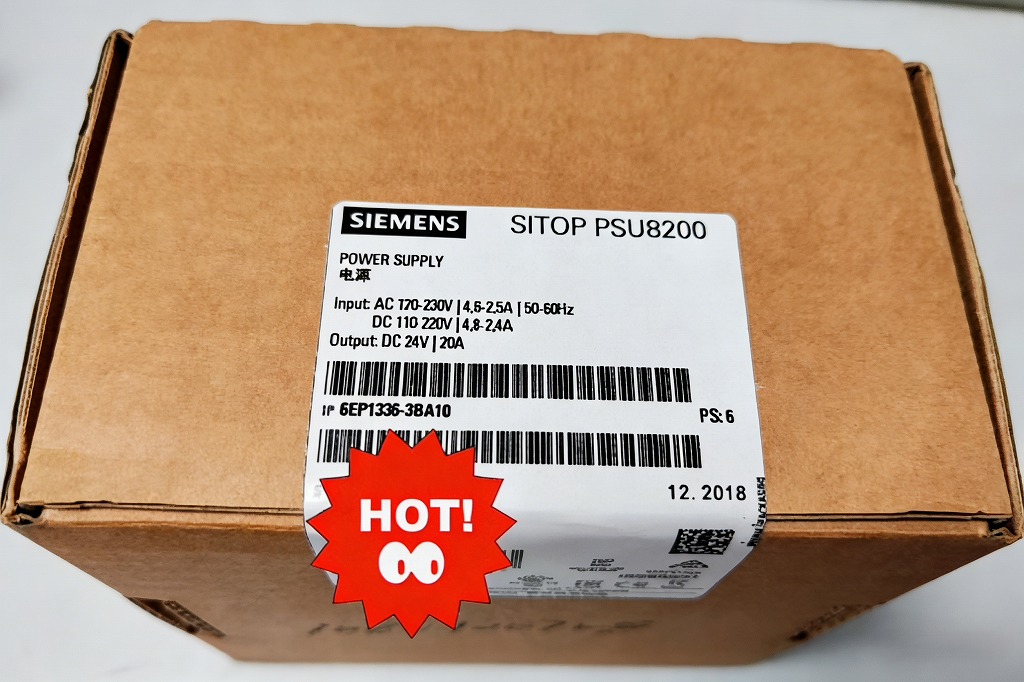 SIEMENS
SITOP PSU8200
POWER SUPPLY
电源
Input: AC 120-230V | 4,6-2,5A | 50-60Hz
DC 110-220V | 4,8-2,4A
Output: DC 24V | 20A
1P 6EP1336-3BA10
PS: 6
12.2018
HOT!